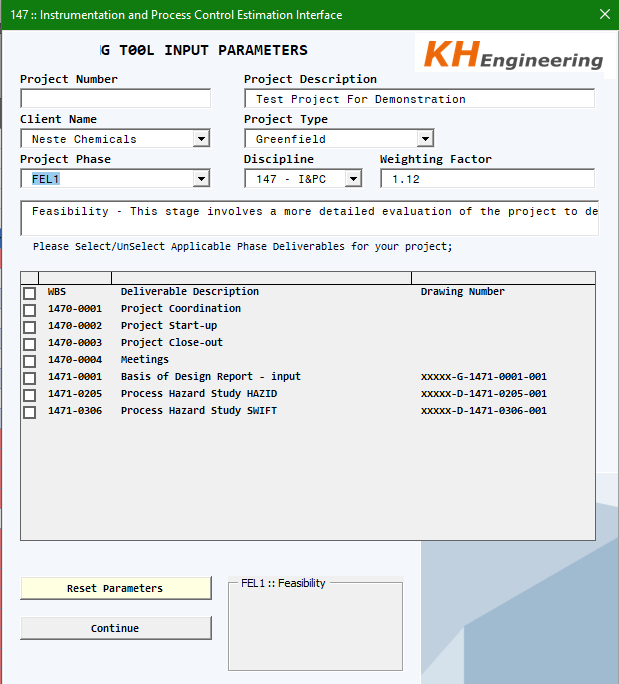 147 :: Instrumentation and Process Control Estimation Interface
G T00L INPUT PARAMETERS
KH Engineering
Project Number
Project Description
Test Project For Demonstration
Client Name
Project Type
Neste Chemicals
Greenfield
Project Phase
Discipline
Weighting Factor
FEL1
147 - I&PC
1.12
Feasibility - This stage involves a more detailed evaluation of the project to de
Please Select/UnSelect Applicable Phase Deliverables for your project;
WBS Deliverable Description Drawing Number
1470-0001 Project Coordination
1470-0002 Project Start-up
1470-0003 Project Close-out
1470-0004 Meetings
1471-0001 Basis of Design Report - input xxxxx-G-1471-0001-001
1471-0205 Process Hazard Study HAZID xxxxx-D-1471-0205-001
1471-0306 Process Hazard Study SWIFT xxxxx-D-1471-0306-001
Reset Parameters
FEL1 :: Feasibility
Continue